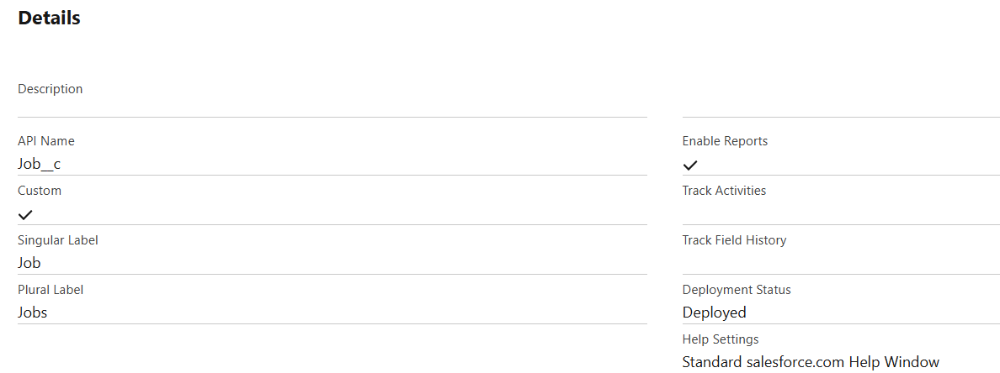 Details
Description
API Name
Job__c
Custom
Singular Label
Job
Plural Label
Jobs
Enable Reports
Track Activities
Track Field History
Deployment Status
Deployed
Help Settings
Standard salesforce.com Help Window